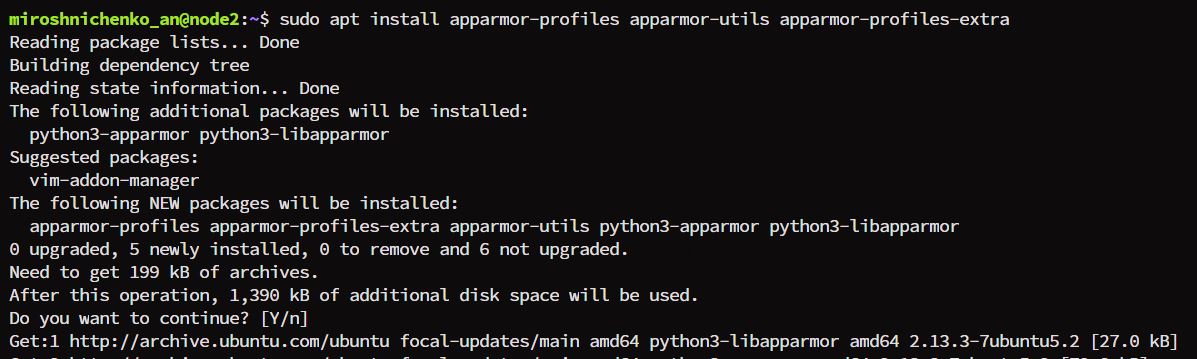 miroshnichenko_an@node2:~$ sudo apt install apparmor-profiles apparmor-utils apparmor-profiles-extra
Reading package lists... Done
Building dependency tree
Reading state information... Done
The following additional packages will be installed:
  python3-apparmor python3-libapparmor
Suggested packages:
  vim-addon-manager
The following NEW packages will be installed:
  apparmor-profiles apparmor-profiles-extra apparmor-utils python3-apparmor python3-libapparmor
0 upgraded, 5 newly installed, 0 to remove and 6 not upgraded.
Need to get 199 kB of archives.
After this operation, 1,390 kB of additional disk space will be used.
Do you want to continue? [Y/n]
Get:1 http://archive.ubuntu.com/ubuntu focal-updates/main amd64 python3-libapparmor amd64 2.13.3-7ubuntu5.2 [27.0 kB]